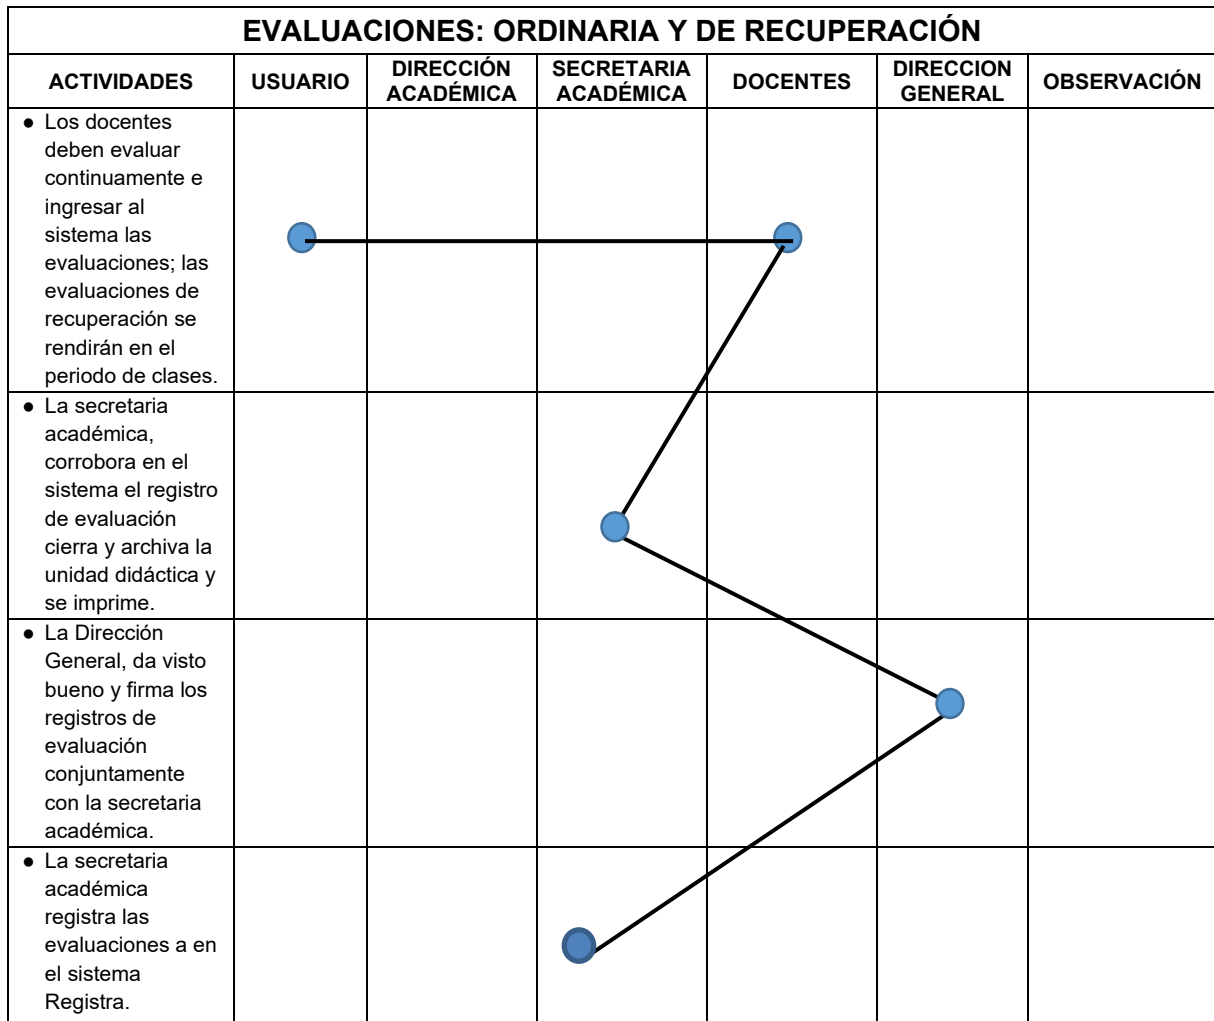 EVALUACIONES: ORDINARIA Y DE RECUPERACIÓN
ACTIVIDADES
USUARIO
DIRECCIÓN
ACADÉMICA
SECRETARIA
ACADÉMICA
DOCENTES
DIRECCION
GENERAL
OBSERVACIÓN
● Los docentes
deben evaluar
continuamente e
ingresar al
sistema las
evaluaciones; las
evaluaciones de
recuperación se
rendirán en el
periodo de clases.
● La secretaria
académica,
corrobora en el
sistema el registro
de evaluación
cierra y archiva la
unidad didáctica y
se imprime.
● La Dirección
General, da visto
bueno y firma los
registros de
evaluación
conjuntamente
con la secretaria
académica.
● La secretaria
académica
registra las
evaluaciones a en
el sistema
Registra.